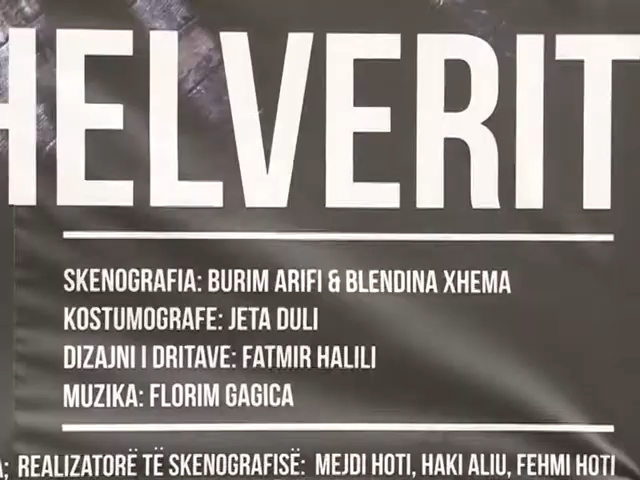 HELVERIT
SKENOGRAFIA: BURIM ARIFI & BLENDINA XHEMA
KOSTUMOGRAFE: JETA DULI
DIZAJNI I DRITAVE: FATMIR HALILI
MUZIKA: FLORIM GAGICA
A; REALIZATORË TË SKENOGRAFISË: MEJDI HOTI, HAKI ALIU, FEHMI HOTI